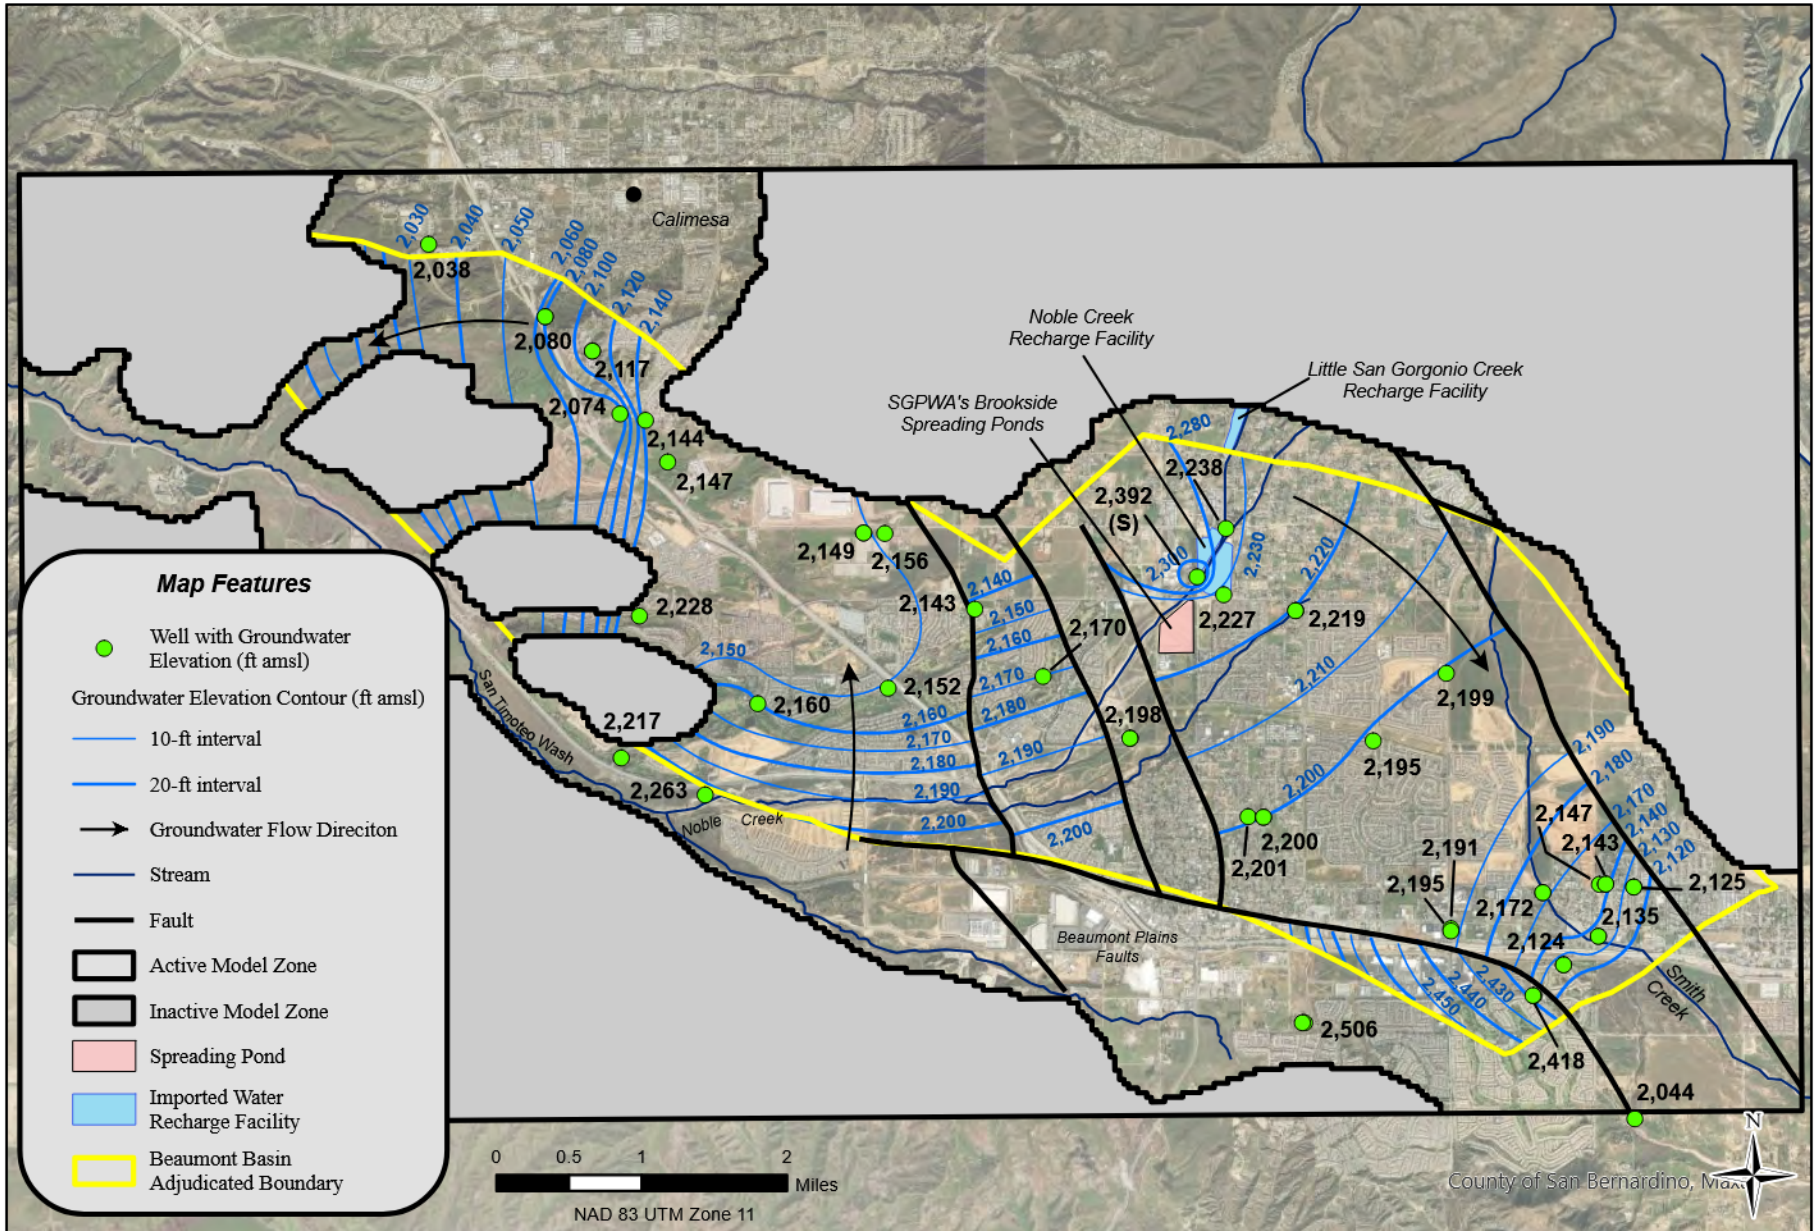 Calimesa
2,030
2,040
2,050
2,060
2,080
2,100
2,120
2,140
2,038
2,080
2,117
2,074
2,144
2,147
Noble Creek
Recharge Facility
Little San Gorgonio Creek
Recharge Facility
SGPWA's Brookside
Spreading Ponds
2,280
2,238
2,392
(S)
2,300
2,230
2,220
2,149
2,156
2,143
2,140
2,150
2,160
2,170
2,170
2,227
2,219
2,228
2,150
2,152
2,160
2,160
2,170
2,180
2,190
2,200
2,180
2,190
2,200
2,198
2,210
2,199
2,195
2,200
2,200
2,201
2,217
2,263
San Timoteo Wash
Noble Creek
2,190
2,180
2,170
2,140
2,130
2,120
2,147
2,143
2,191
2,195
2,172
2,125
2,135
2,124
Beaumont Plains
Faults
2,450
2,440
2,430
Smith
Creek
2,506
2,418
2,044
Map Features
Well with Groundwater
Elevation (ft amsl)
Groundwater Elevation Contour (ft amsl)
10-ft interval
20-ft interval
Groundwater Flow Direciton
Stream
Fault
Active Model Zone
Inactive Model Zone
Spreading Pond
Imported Water
Recharge Facility
Beaumont Basin
Adjudicated Boundary
0 0.5 1 2
Miles
NAD 83 UTM Zone 11
N
County of San Bernardino,